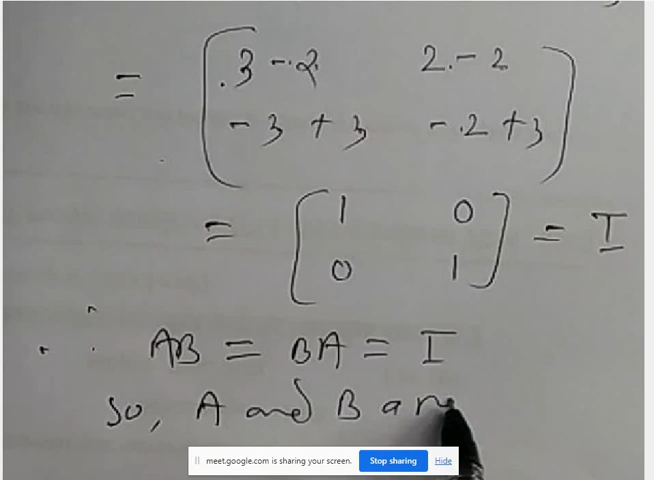 = ( 3 - 2 2 - 2
- 3 + 3 - 2 + 3 )
= [ 1 0
0 1 ] = I
∴ AB = BA = I
So, A and B ar
meet.google.com is sharing your screen. Stop sharing Hide